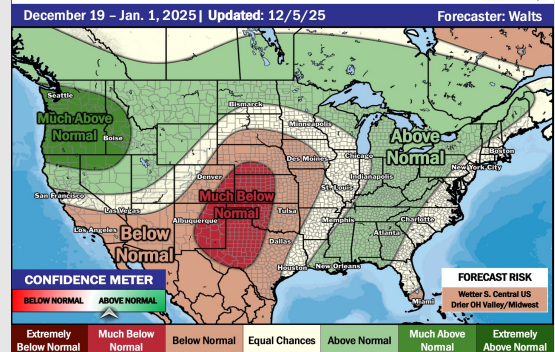 December 19 – Jan. 1, 2025| Updated: 12/5/25
Forecaster: Walts
Seattle
Much Above
Normal
Boise
Bismarck
Minneapolis
Above
Normal
Boston
New York City
Chicago
Des Moines
Indianapolis
Denver
St. Louis
San Francisco
Much Below
Normal
Las Vegas
Albuquerque
Tulsa
Memphis
Charlotte
Los Angeles
Below
Normal
Atlanta
Dallas
Houston
New Orleans
Miami
CONFIDENCE METER
BELOW NORMAL
ABOVE NORMAL
FORECAST RISK
Wetter S. Central US
Drier OH Valley/Midwest
Extremely
Below Normal
Much Below
Normal
Below Normal
Equal Chances
Above Normal
Much Above
Normal
Extremely
Above Normal